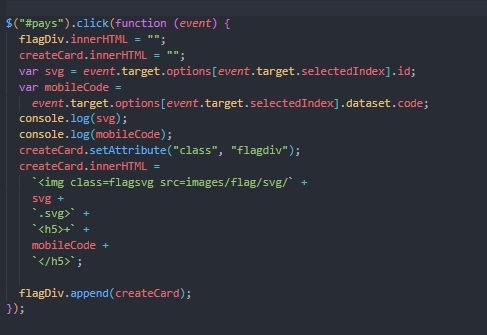 $("#pays").click(function (event) {
  flagDiv.innerHTML = "";
  createCard.innerHTML = "";
  var svg = event.target.options[event.target.selectedIndex].id;
  var mobileCode =
    event.target.options[event.target.selectedIndex].dataset.code;
  console.log(svg);
  console.log(mobileCode);
  createCard.setAttribute("class", "flagdiv");
  createCard.innerHTML =
    `<img class=flagsvg src=images/flag/svg/` +
    svg +
    `.svg>` +
    `<h5>+` +
    mobileCode +
    `</h5>`;
  flagDiv.append(createCard);
});